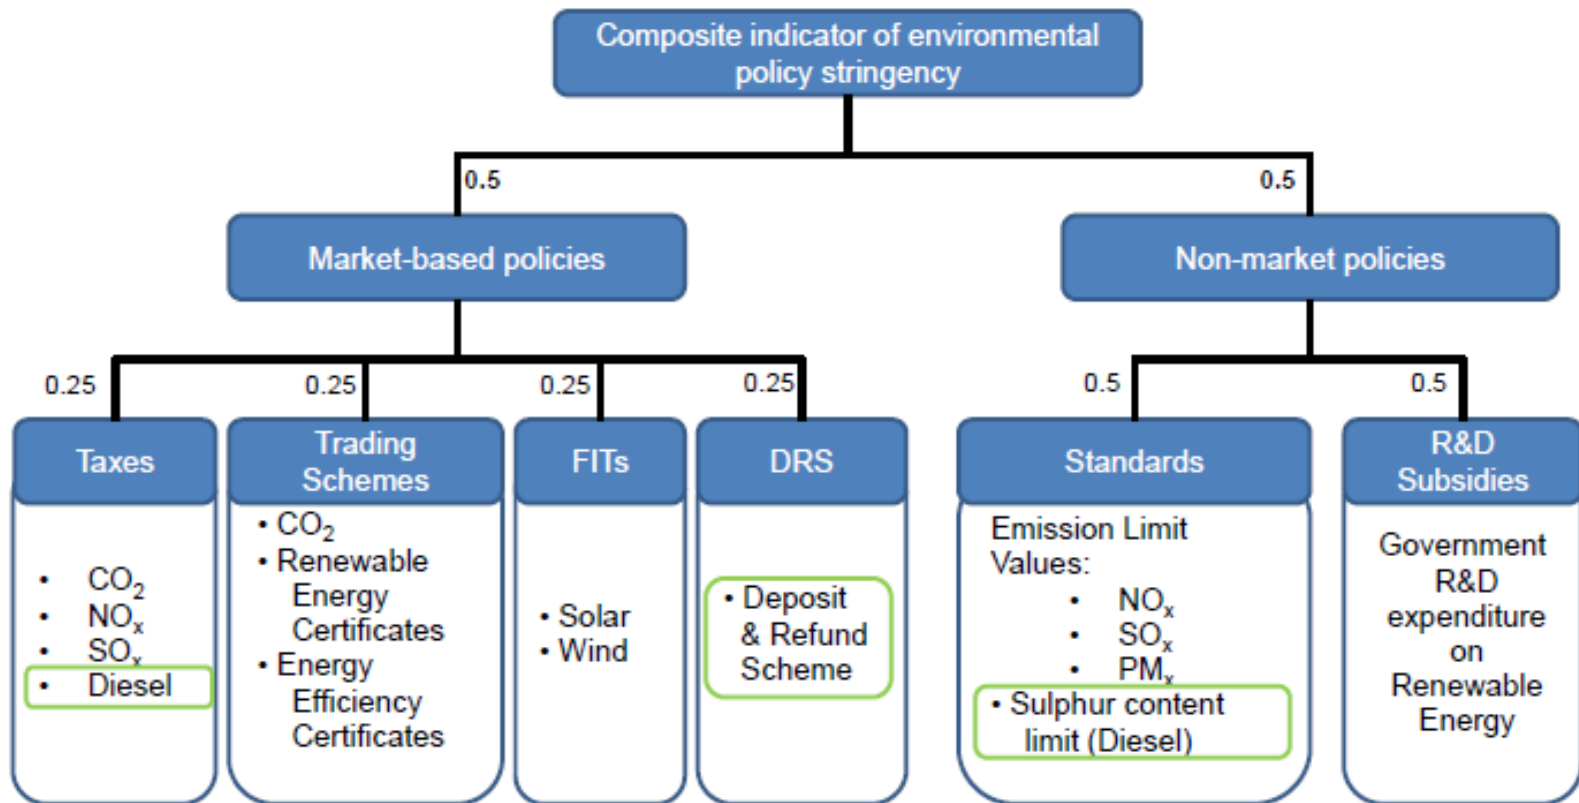 Composite indicator of environmental
policy stringency
0.5
0.5
Market-based policies
Non-market policies
0.25
0.25
0.25
0.25
0.5
0.5
Taxes
Trading
Schemes
FITs
DRS
Standards
R&D
Subsidies
• CO₂
• NOₓ
• SOₓ
• Diesel
• CO₂
• Renewable
Energy
Certificates
• Energy
Efficiency
Certificates
• Solar
• Wind
• Deposit
& Refund
Scheme
Emission Limit
Values:
• NOₓ
• SOₓ
• PMₓ
• Sulphur content
limit (Diesel)
Government
R&D
expenditure
on
Renewable
Energy